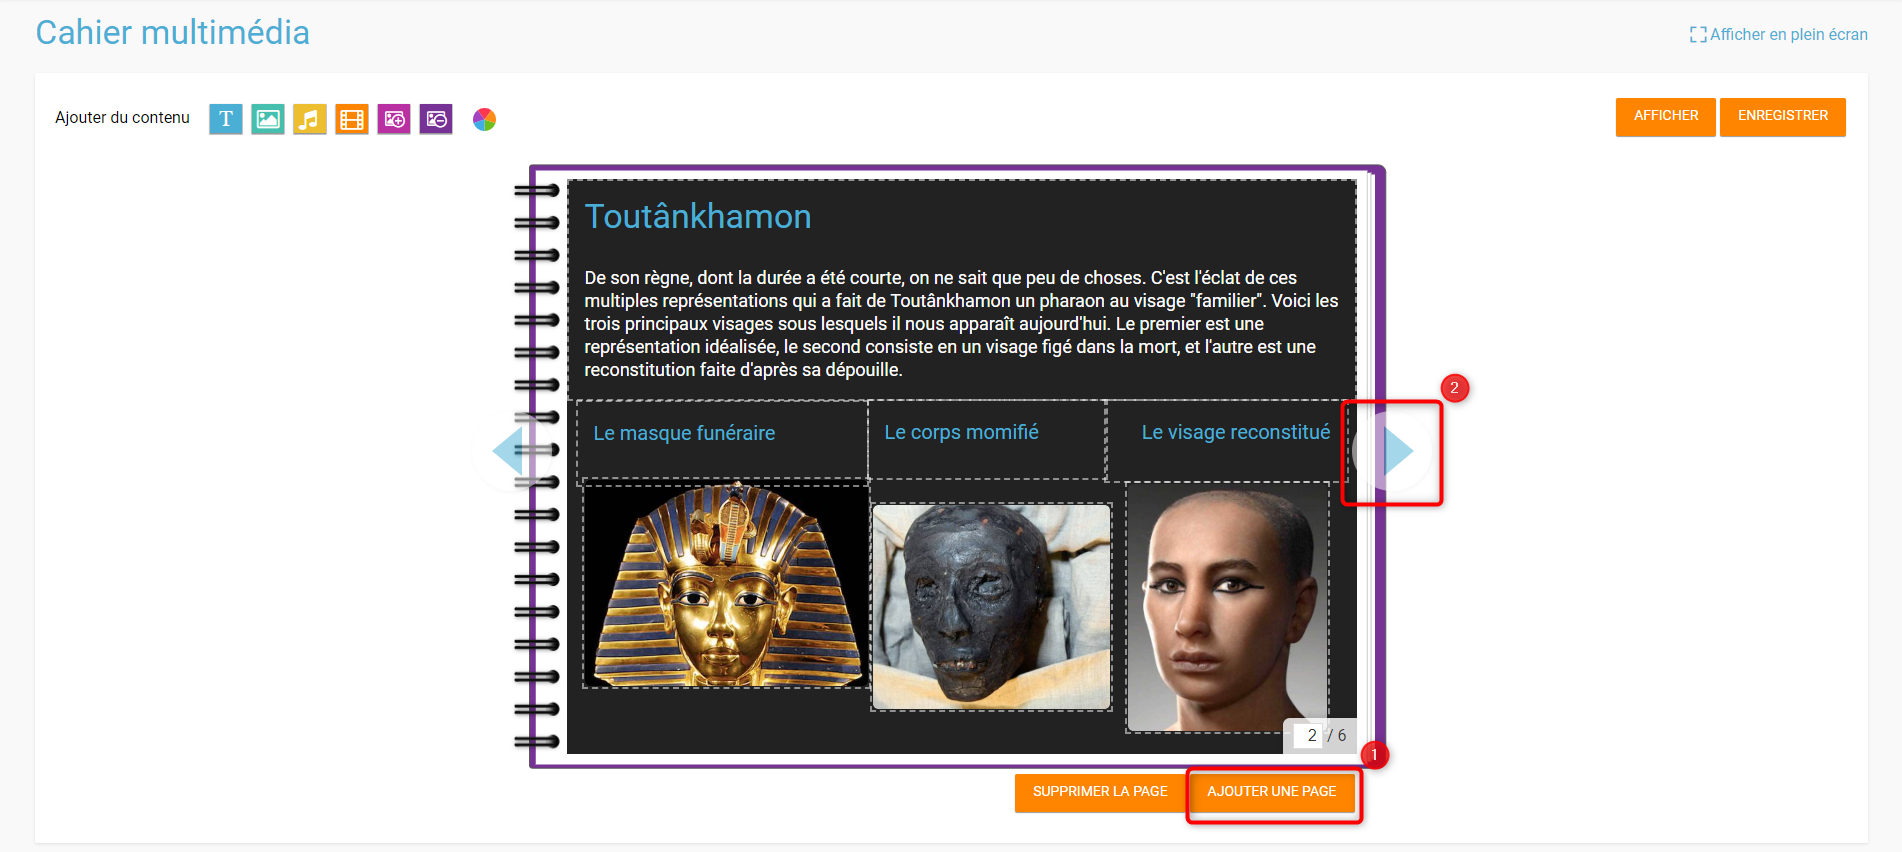 Cahier multimédia
Afficher en plein écran
Ajouter du contenu
T
AFFICHER
ENREGISTRER
Toutânkhamon
De son règne, dont la durée a été courte, on ne sait que peu de choses. C'est l'éclat de ces
multiples représentations qui a fait de Toutânkhamon un pharaon au visage "familier". Voici les
trois principaux visages sous lesquels il nous apparaît aujourd'hui. Le premier est une
représentation idéalisée, le second consiste en un visage figé dans la mort, et l'autre est une
reconstitution faite d'après sa dépouille.
2
Le masque funéraire
Le corps momifié
Le visage reconstitué
2 / 6
1
SUPPRIMER LA PAGE
AJOUTER UNE PAGE